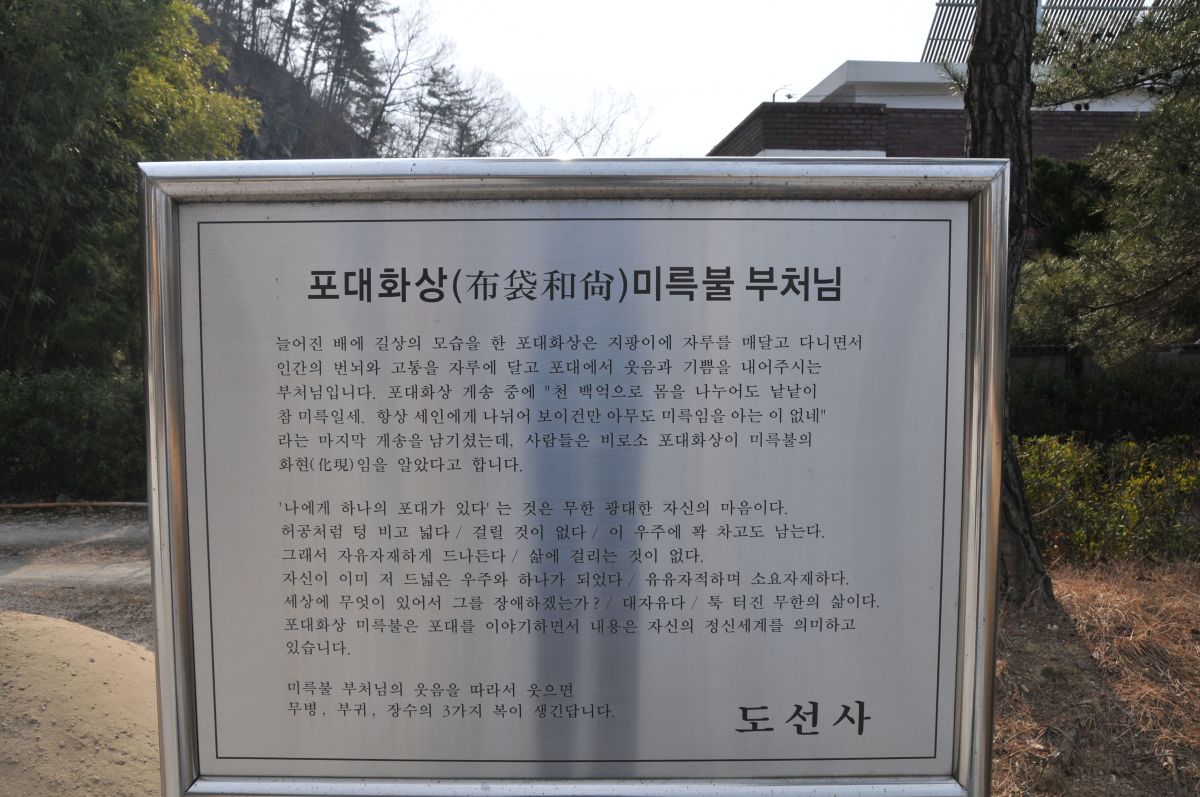 포대화상(布袋和尙)미륵불 부처님
늘어진 배에 길상의 모습을 한 포대화상은 지팡이에 자루를 매달고 다니면서
인간의 번뇌와 고통을 자루에 달고 포대에서 웃음과 기쁨을 내어주시는
부처님입니다. 포대화상 게송 중에 "천 백억으로 몸을 나누어도 낱낱이
참 미륵일세. 항상 세인에게 나뉘어 보이건만 아무도 미륵임을 아는 이 없네"
라는 마지막 게송을 남기셨는데, 사람들은 비로소 포대화상이 미륵불의
화현(化現)임을 알았다고 합니다.
'나에게 하나의 포대가 있다' 는 것은 무한 광대한 자신의 마음이다.
허공처럼 텅 비고 넓다 / 걸릴 것이 없다 / 이 우주에 꽉 차고도 남는다.
그래서 자유자재하게 드나든다 / 삶에 걸리는 것이 없다.
자신이 이미 저 드넓은 우주와 하나가 되었다 / 유유자적하며 소요자재하다.
세상에 무엇이 있어서 그를 장애하겠는가? / 대자유다 / 툭 터진 무한의 삶이다.
포대화상 미륵불은 포대를 이야기하면서 내용은 자신의 정신세계를 의미하고
있습니다.
미륵불 부처님의 웃음을 따라서 웃으면
무병, 부귀, 장수의 3가지 복이 생긴답니다.
도선사